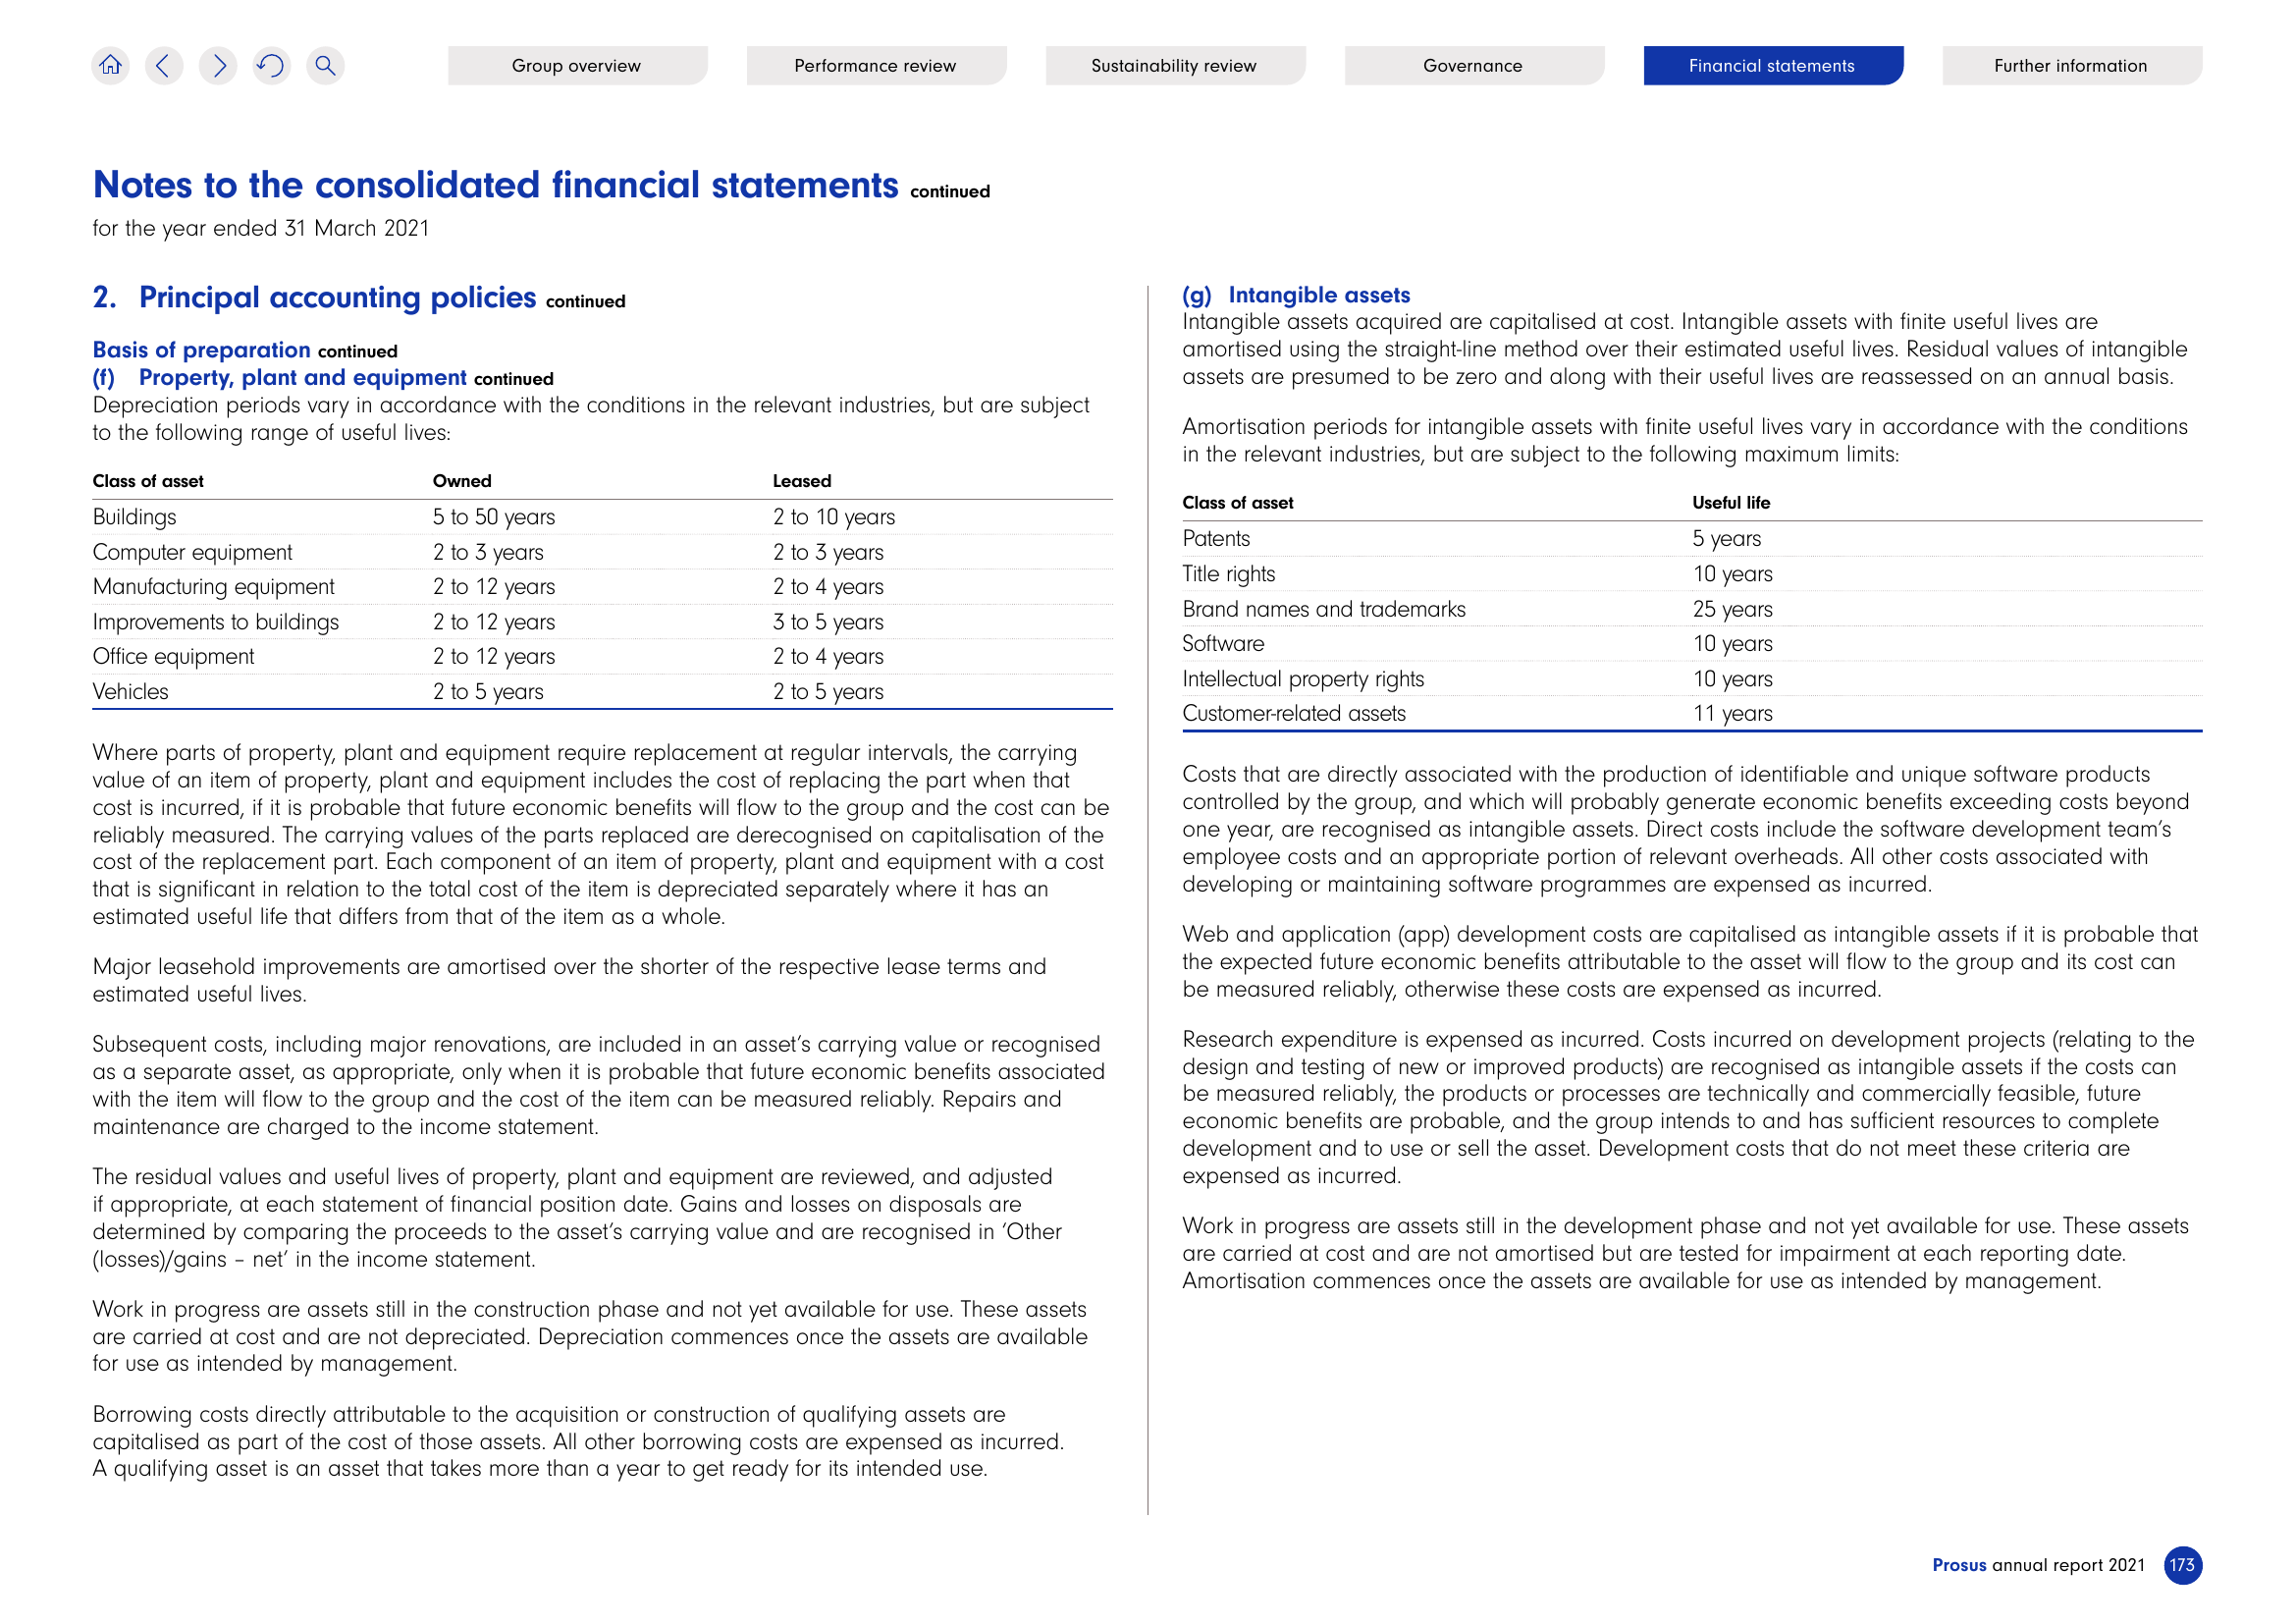 Group overview
Performance review
Sustainability review
Governance
Financial statements
Further information
Notes to the consolidated financial statements continued
for the year ended 31 March 2021
2. Principal accounting policies continued
Basis of preparation continued
(f) Property, plant and equipment continued
Depreciation periods vary in accordance with the conditions in the relevant industries, but are subject
to the following range of useful lives:
Class of asset Owned Leased
Buildings 5 to 50 years 2 to 10 years
Computer equipment 2 to 3 years 2 to 3 years
Manufacturing equipment 2 to 12 years 2 to 4 years
Improvements to buildings 2 to 12 years 3 to 5 years
Office equipment 2 to 12 years 2 to 4 years
Vehicles 2 to 5 years 2 to 5 years
Where parts of property, plant and equipment require replacement at regular intervals, the carrying
value of an item of property, plant and equipment includes the cost of replacing the part when that
cost is incurred, if it is probable that future economic benefits will flow to the group and the cost can be
reliably measured. The carrying values of the parts replaced are derecognised on capitalisation of the
cost of the replacement part. Each component of an item of property, plant and equipment with a cost
that is significant in relation to the total cost of the item is depreciated separately where it has an
estimated useful life that differs from that of the item as a whole.
Major leasehold improvements are amortised over the shorter of the respective lease terms and
estimated useful lives.
Subsequent costs, including major renovations, are included in an asset's carrying value or recognised
as a separate asset, as appropriate, only when it is probable that future economic benefits associated
with the item will flow to the group and the cost of the item can be measured reliably. Repairs and
maintenance are charged to the income statement.
The residual values and useful lives of property, plant and equipment are reviewed, and adjusted
if appropriate, at each statement of financial position date. Gains and losses on disposals are
determined by comparing the proceeds to the asset's carrying value and are recognised in 'Other
(losses)/gains – net' in the income statement.
Work in progress are assets still in the construction phase and not yet available for use. These assets
are carried at cost and are not depreciated. Depreciation commences once the assets are available
for use as intended by management.
Borrowing costs directly attributable to the acquisition or construction of qualifying assets are
capitalised as part of the cost of those assets. All other borrowing costs are expensed as incurred.
A qualifying asset is an asset that takes more than a year to get ready for its intended use.
(g) Intangible assets
Intangible assets acquired are capitalised at cost. Intangible assets with finite useful lives are
amortised using the straight-line method over their estimated useful lives. Residual values of intangible
assets are presumed to be zero and along with their useful lives are reassessed on an annual basis.
Amortisation periods for intangible assets with finite useful lives vary in accordance with the conditions
in the relevant industries, but are subject to the following maximum limits:
Class of asset Useful life
Patents 5 years
Title rights 10 years
Brand names and trademarks 25 years
Software 10 years
Intellectual property rights 10 years
Customer-related assets 11 years
Costs that are directly associated with the production of identifiable and unique software products
controlled by the group, and which will probably generate economic benefits exceeding costs beyond
one year, are recognised as intangible assets. Direct costs include the software development team's
employee costs and an appropriate portion of relevant overheads. All other costs associated with
developing or maintaining software programmes are expensed as incurred.
Web and application (app) development costs are capitalised as intangible assets if it is probable that
the expected future economic benefits attributable to the asset will flow to the group and its cost can
be measured reliably, otherwise these costs are expensed as incurred.
Research expenditure is expensed as incurred. Costs incurred on development projects (relating to the
design and testing of new or improved products) are recognised as intangible assets if the costs can
be measured reliably, the products or processes are technically and commercially feasible, future
economic benefits are probable, and the group intends to and has sufficient resources to complete
development and to use or sell the asset. Development costs that do not meet these criteria are
expensed as incurred.
Work in progress are assets still in the development phase and not yet available for use. These assets
are carried at cost and are not amortised but are tested for impairment at each reporting date.
Amortisation commences once the assets are available for use as intended by management.
Prosus annual report 2021 173